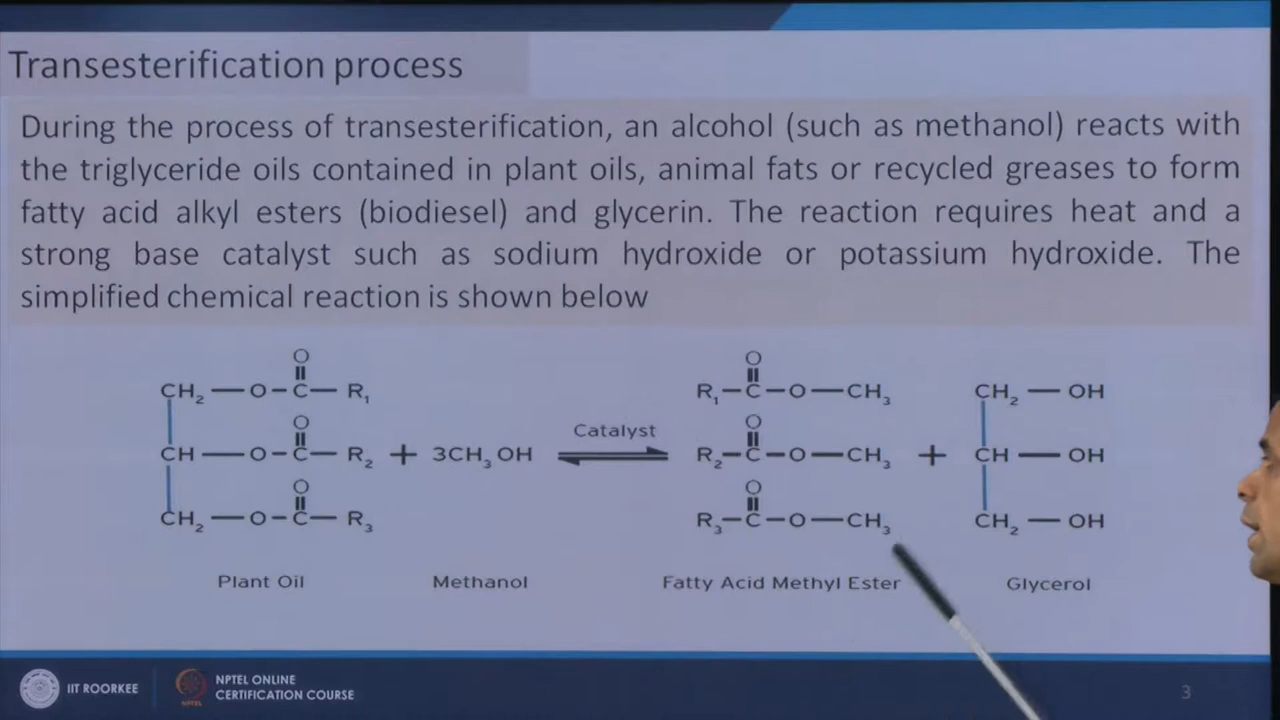 Transesterification process
During the process of transesterification, an alcohol (such as methanol) reacts with
the triglyceride oils contained in plant oils, animal fats or recycled greases to form
fatty acid alkyl esters (biodiesel) and glycerin. The reaction requires heat and a
strong base catalyst such as sodium hydroxide or potassium hydroxide. The
simplified chemical reaction is shown below
O
CH₂—O–C—R₁
O
CH—O–C—R₂ + 3CH₃OH
O
CH₂—O–C—R₃
Catalyst
O
R₁–C–O—CH₃
O
R₂–C–O—CH₃
O
R₃–C–O—CH₃
+
CH₂—OH
CH—OH
CH₂—OH
Plant Oil Methanol Fatty Acid Methyl Ester Glycerol
IIT ROORKEE
NPTEL ONLINE
CERTIFICATION COURSE
NPTEL
3